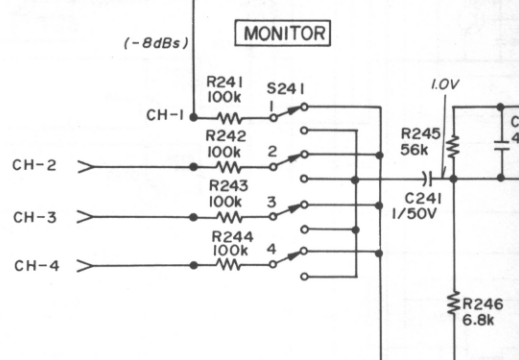 MONITOR
(-8dBs)
1.0V
R241
100k
S241
1
CH-1
R242
100k
2
R245
56k
C
4
CH-2
R243
100k
3
C241
1/50V
CH-3
R244
100k
4
CH-4
R246
6.8k